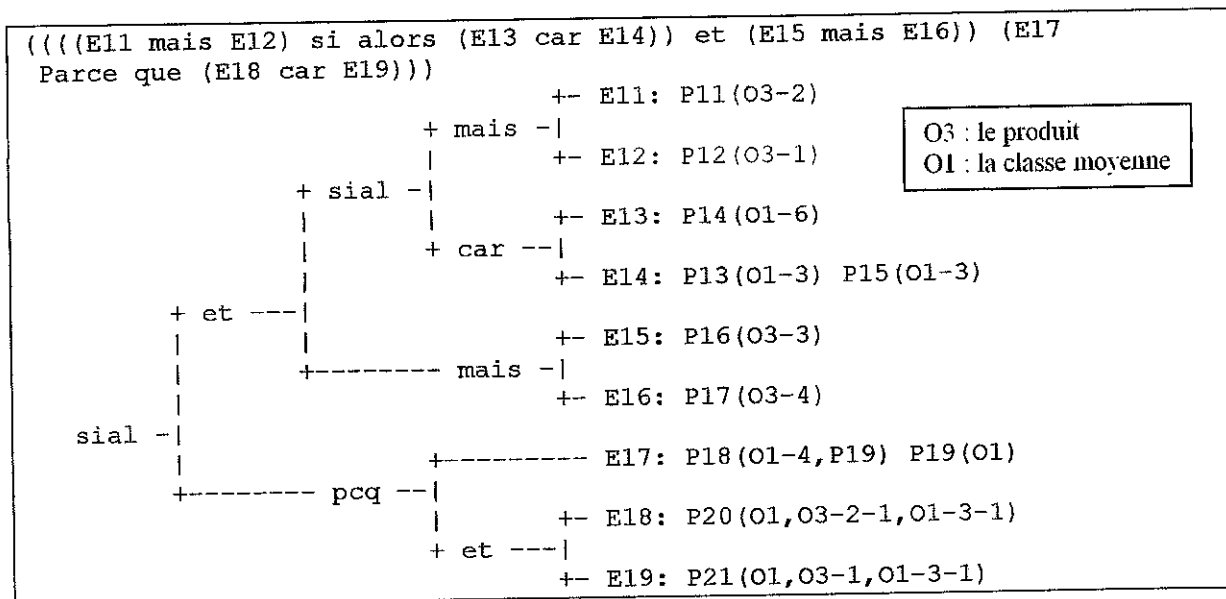 ((((E11 mais E12) si alors (E13 car E14)) et (E15 mais E16)) (E17
Parce que (E18 car E19)))
+- E11: P11(O3-2)
+ mais -|
+- E12: P12(O3-1)
O3 : le produit
O1 : la classe moyenne
+ sial -|
+- E13: P14(O1-6)
+ car --|
+- E14: P13(O1-3) P15(O1-3)
+ et ---|
+- E15: P16(O3-3)
+-------- mais -|
+- E16: P17(O3-4)
sial -|
+--------- E17: P18(O1-4,P19) P19(O1)
+-------- pcq --|
+- E18: P20(O1,O3-2-1,O1-3-1)
+ et ---|
+- E19: P21(O1,O3-1,O1-3-1)